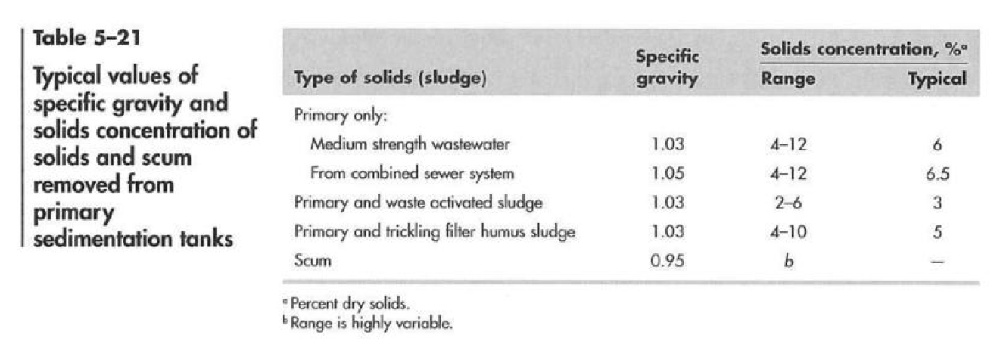 Table 5–21
Typical values of
specific gravity and
solids concentration of
solids and scum
removed from
primary
sedimentation tanks
Type of solids (sludge) Specific gravity Solids concentration, %ᵃ
Range Typical
Primary only:
Medium strength wastewater 1.03 4–12 6
From combined sewer system 1.05 4–12 6.5
Primary and waste activated sludge 1.03 2–6 3
Primary and trickling filter humus sludge 1.03 4–10 5
Scum 0.95 b —
ᵃ Percent dry solids.
ᵇ Range is highly variable.